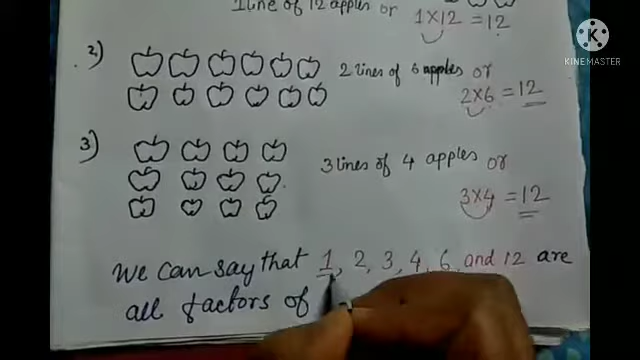 1 line of 12 apples or
1 × 12 = 12
KINEMASTER
2)
2 lines of 6 apples or
2×6 = 12
3)
3 lines of 4 apples or
3×4 = 12
We can say that 1, 2, 3, 4, 6, and 12 are
all factors of